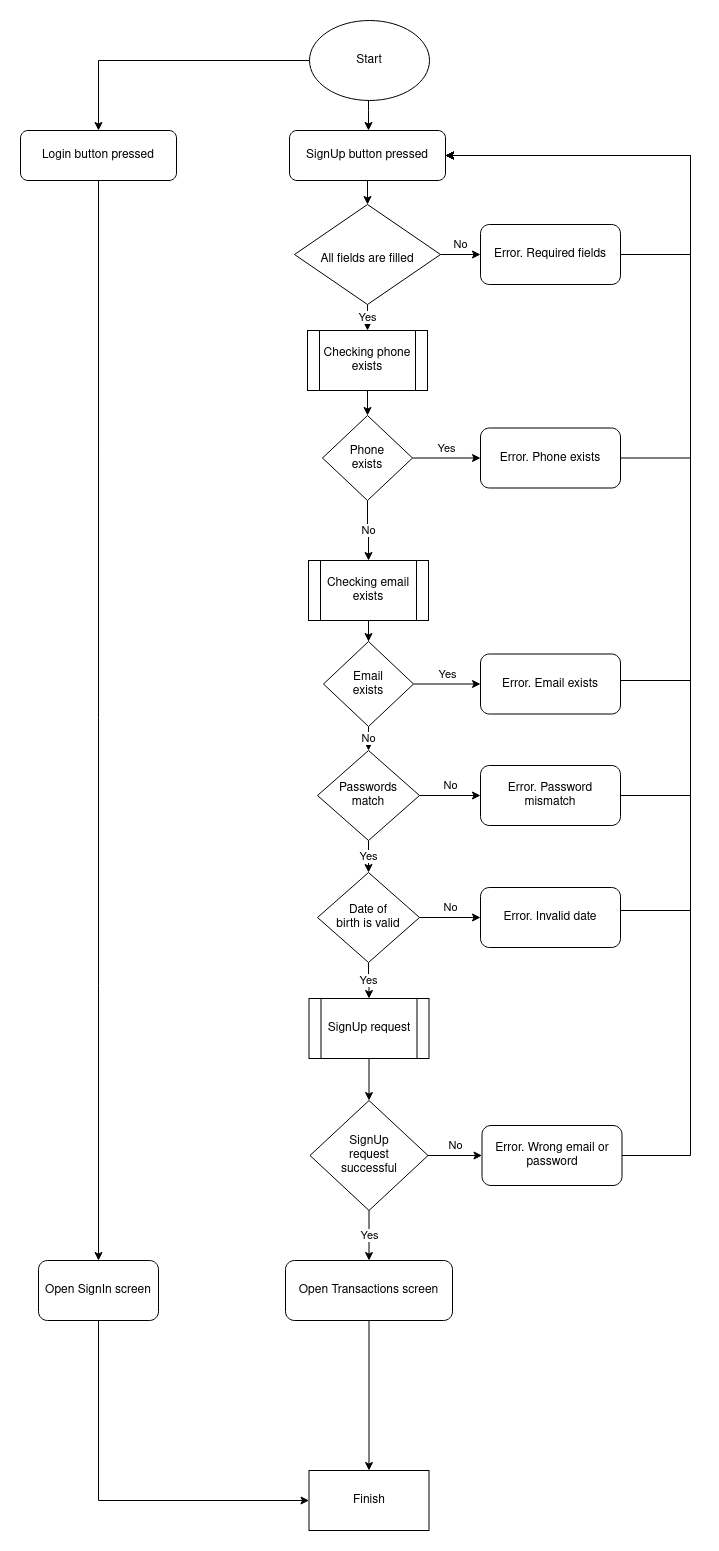 Start
Login button pressed
SignUp button pressed
All fields are filled
No
Error. Required fields
Yes
Checking phone
exists
Phone
exists
Yes
Error. Phone exists
No
Checking email
exists
Email
exists
Yes
Error. Email exists
No
Passwords
match
No
Error. Password
mismatch
Yes
Date of
birth is valid
No
Error. Invalid date
Yes
SignUp request
SignUp
request
successful
No
Error. Wrong email or
password
Yes
Open SignIn screen
Open Transactions screen
Finish